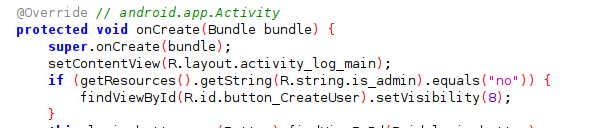 @Override // android.app.Activity
protected void onCreate(Bundle bundle) {
super.onCreate(bundle);
setContentView(R.layout.activity_log_main);
if (getResources().getString(R.string.is_admin).equals("no")) {
findViewById(R.id.button_CreateUser).setVisibility(8);
}